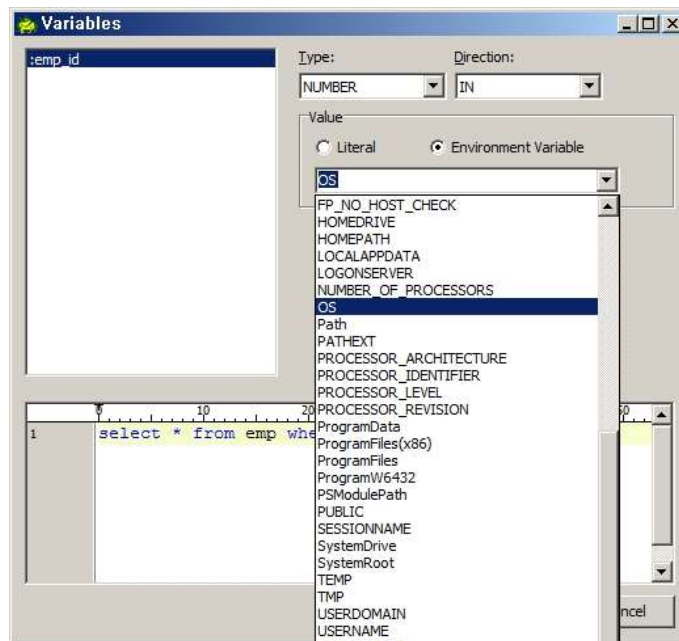 Variables
:emp_id
Type:
Direction:
NUMBER
IN
Value
Literal
Environment Variable
OS
FP_NO_HOST_CHECK
HOMEDRIVE
HOMEPATH
LOCALAPPDATA
LOGONSERVER
NUMBER_OF_PROCESSORS
OS
Path
PATHEXT
PROCESSOR_ARCHITECTURE
PROCESSOR_IDENTIFIER
PROCESSOR_LEVEL
PROCESSOR_REVISION
ProgramData
ProgramFiles(x86)
ProgramFiles
ProgramW6432
PSModulePath
PUBLIC
SESSIONNAME
SystemDrive
SystemRoot
TEMP
TMP
USERDOMAIN
USERNAME
0 10 20
1 select * from emp whe
ncel